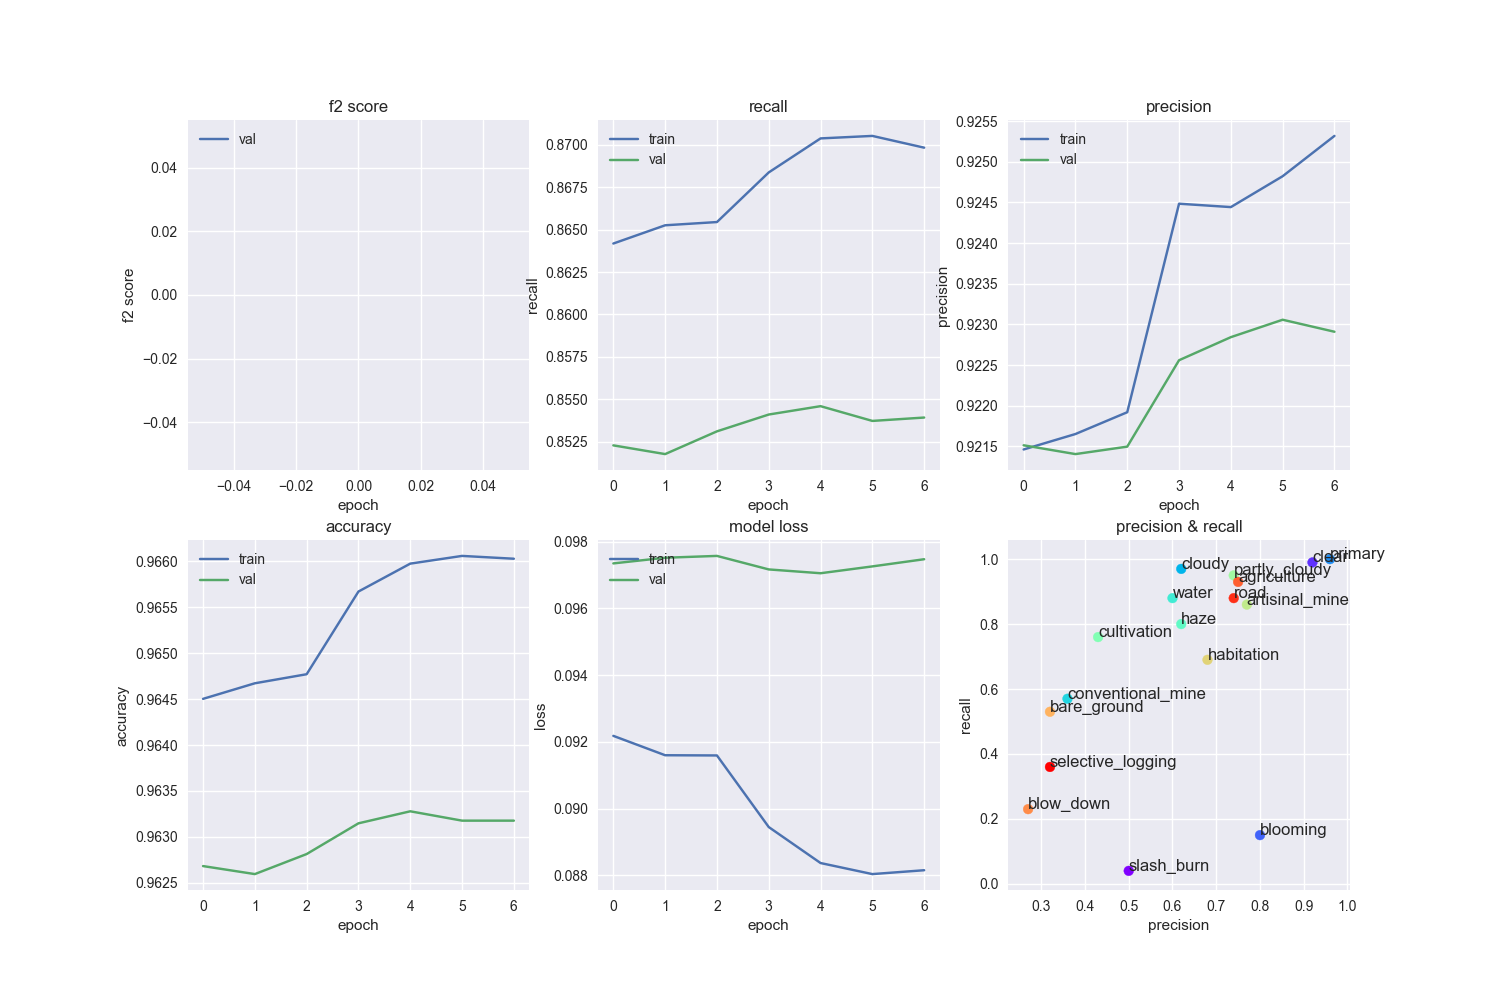 f2 score
val
0.04
0.02
0.00
−0.02
−0.04
f2 score
−0.04 −0.02 0.00 0.02 0.04
epoch
recall
train
val
0.8700
0.8675
0.8650
0.8625
0.8600
0.8575
0.8550
0.8525
recall
0 1 2 3 4 5 6
epoch
precision
train
val
0.9255
0.9250
0.9245
0.9240
0.9235
0.9230
0.9225
0.9220
0.9215
precision
0 1 2 3 4 5 6
epoch
accuracy
train
val
0.9660
0.9655
0.9650
0.9645
0.9640
0.9635
0.9630
0.9625
accuracy
0 1 2 3 4 5 6
epoch
model loss
train
val
0.098
0.096
0.094
0.092
0.090
0.088
loss
0 1 2 3 4 5 6
epoch
precision & recall
1.0
0.8
0.6
0.4
0.2
0.0
recall
primary
clear
cloudy
partly_cloudy
agriculture
water
road
artisinal_mine
haze
cultivation
habitation
conventional_mine
bare_ground
selective_logging
blow_down
blooming
slash_burn
0.3 0.4 0.5 0.6 0.7 0.8 0.9 1.0
precision